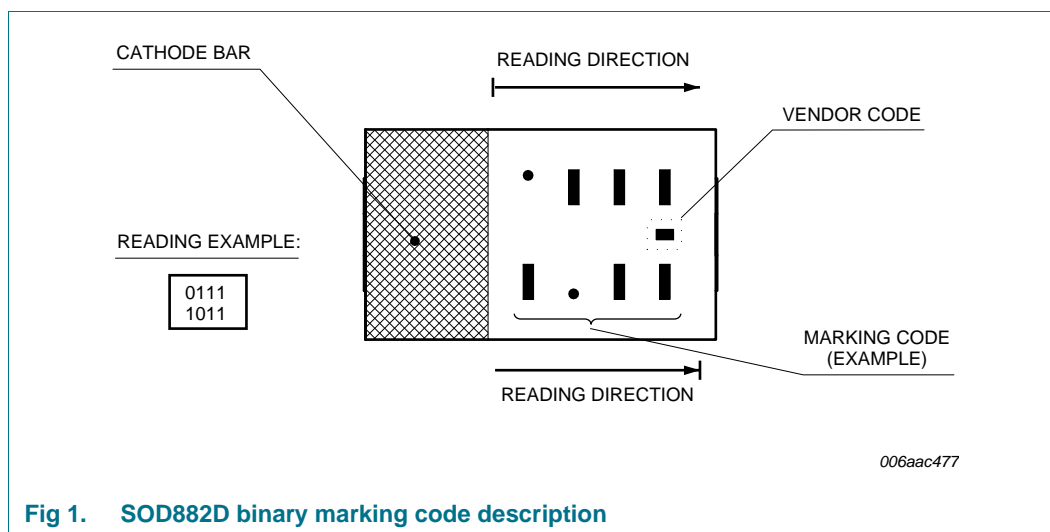 CATHODE BAR
READING DIRECTION
VENDOR CODE
READING EXAMPLE:
0111
1011
MARKING CODE
(EXAMPLE)
READING DIRECTION
006aac477
Fig 1. SOD882D binary marking code description